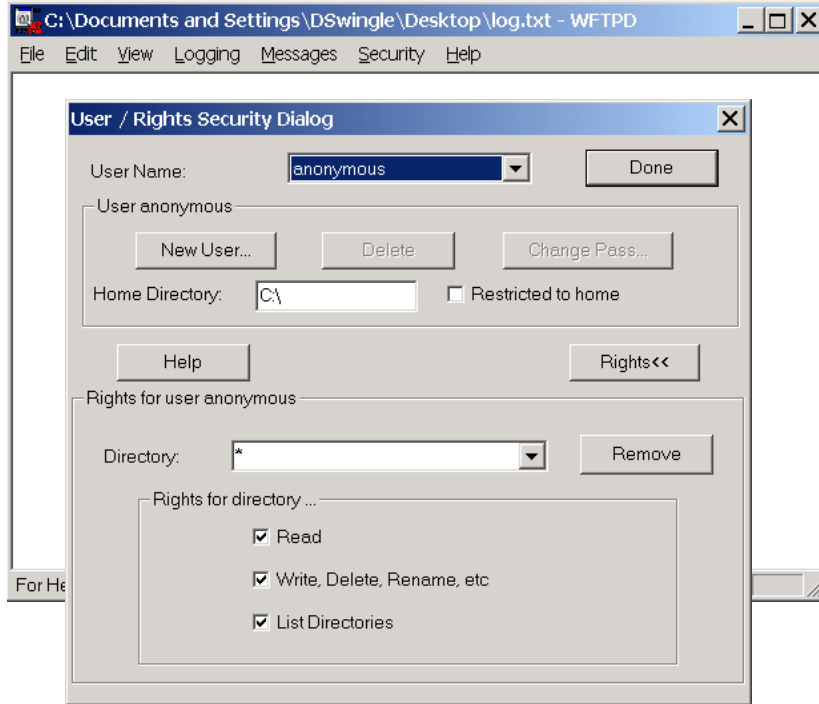 C:\Documents and Settings\DSwingle\Desktop\log.txt - WFTPD
File Edit View Logging Messages Security Help
User / Rights Security Dialog
User Name: anonymous Done
User anonymous
New User... Delete Change Pass...
Home Directory: C:\ Restricted to home
Help Rights<<
Rights for user anonymous
Directory: * Remove
Rights for directory ...
Read
Write, Delete, Rename, etc
For He
List Directories